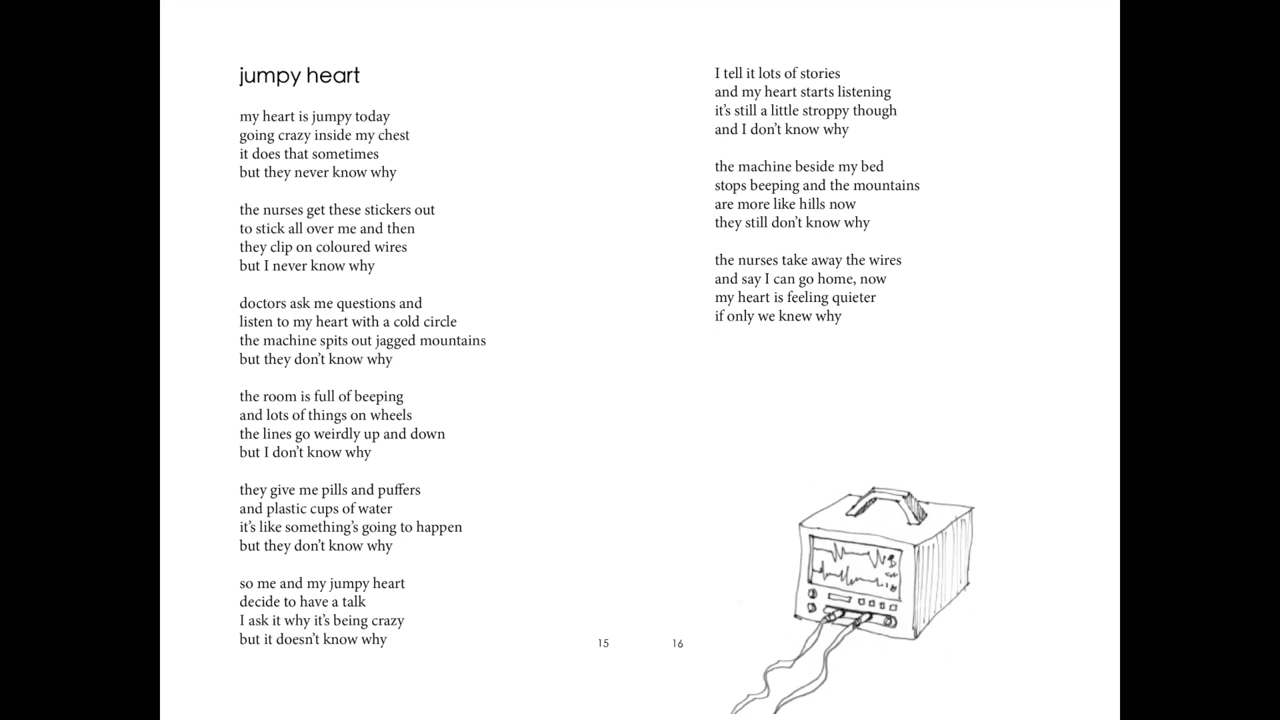 jumpy heart
my heart is jumpy today
going crazy inside my chest
it does that sometimes
but they never know why
the nurses get these stickers out
to stick all over me and then
they clip on coloured wires
but I never know why
doctors ask me questions and
listen to my heart with a cold circle
the machine spits out jagged mountains
but they don’t know why
the room is full of beeping
and lots of things on wheels
the lines go weirdly up and down
but I don’t know why
they give me pills and puffers
and plastic cups of water
it’s like something’s going to happen
but they don’t know why
so me and my jumpy heart
decide to have a talk
I ask it why it’s being crazy
but it doesn’t know why
15
I tell it lots of stories
and my heart starts listening
it’s still a little stroppy though
and I don’t know why
the machine beside my bed
stops beeping and the mountains
are more like hills now
they still don’t know why
the nurses take away the wires
and say I can go home, now
my heart is feeling quieter
if only we knew why
16